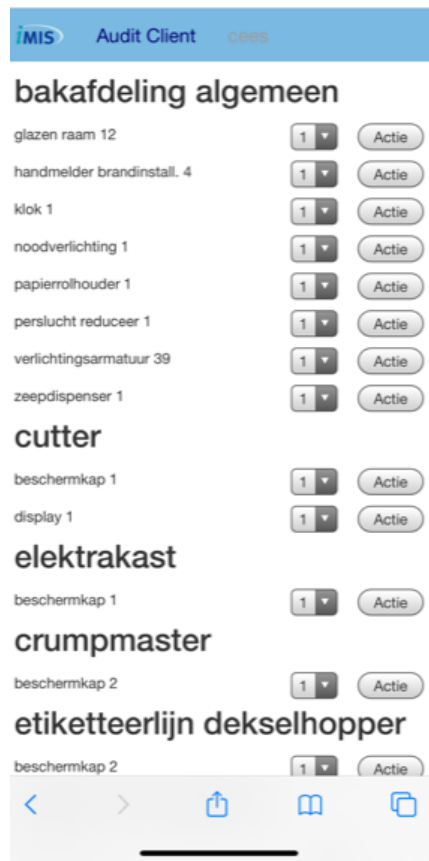 iMIS Audit Client cees
bakafdeling algemeen
glazen raam 12 1 Actie
handmelder brandinstall. 4 1 Actie
klok 1 1 Actie
noodverlichting 1 1 Actie
papierrolhouder 1 1 Actie
perslucht reduceer 1 1 Actie
verlichtingsarmatuur 39 1 Actie
zeepdispenser 1 1 Actie
cutter
beschermkap 1 1 Actie
display 1 1 Actie
elektrakast
beschermkap 1 1 Actie
crumpmaster
beschermkap 2 1 Actie
etiketteerlijn dekselhopper
beschermkap 2 1 Actie